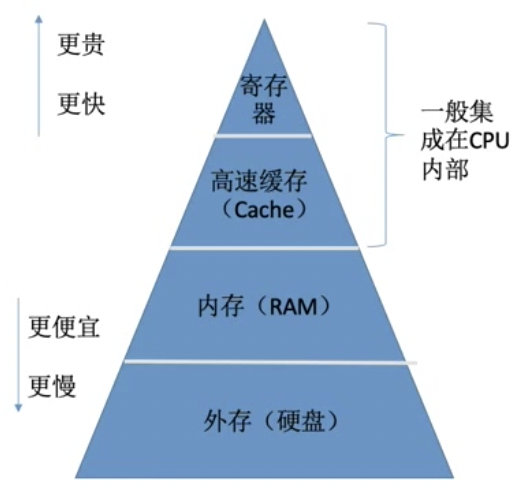 更贵
更快
寄存
器
高速缓存
（Cache）
一般集
成在CPU
内部
内存（RAM）
更便宜
更慢
外存（硬盘）